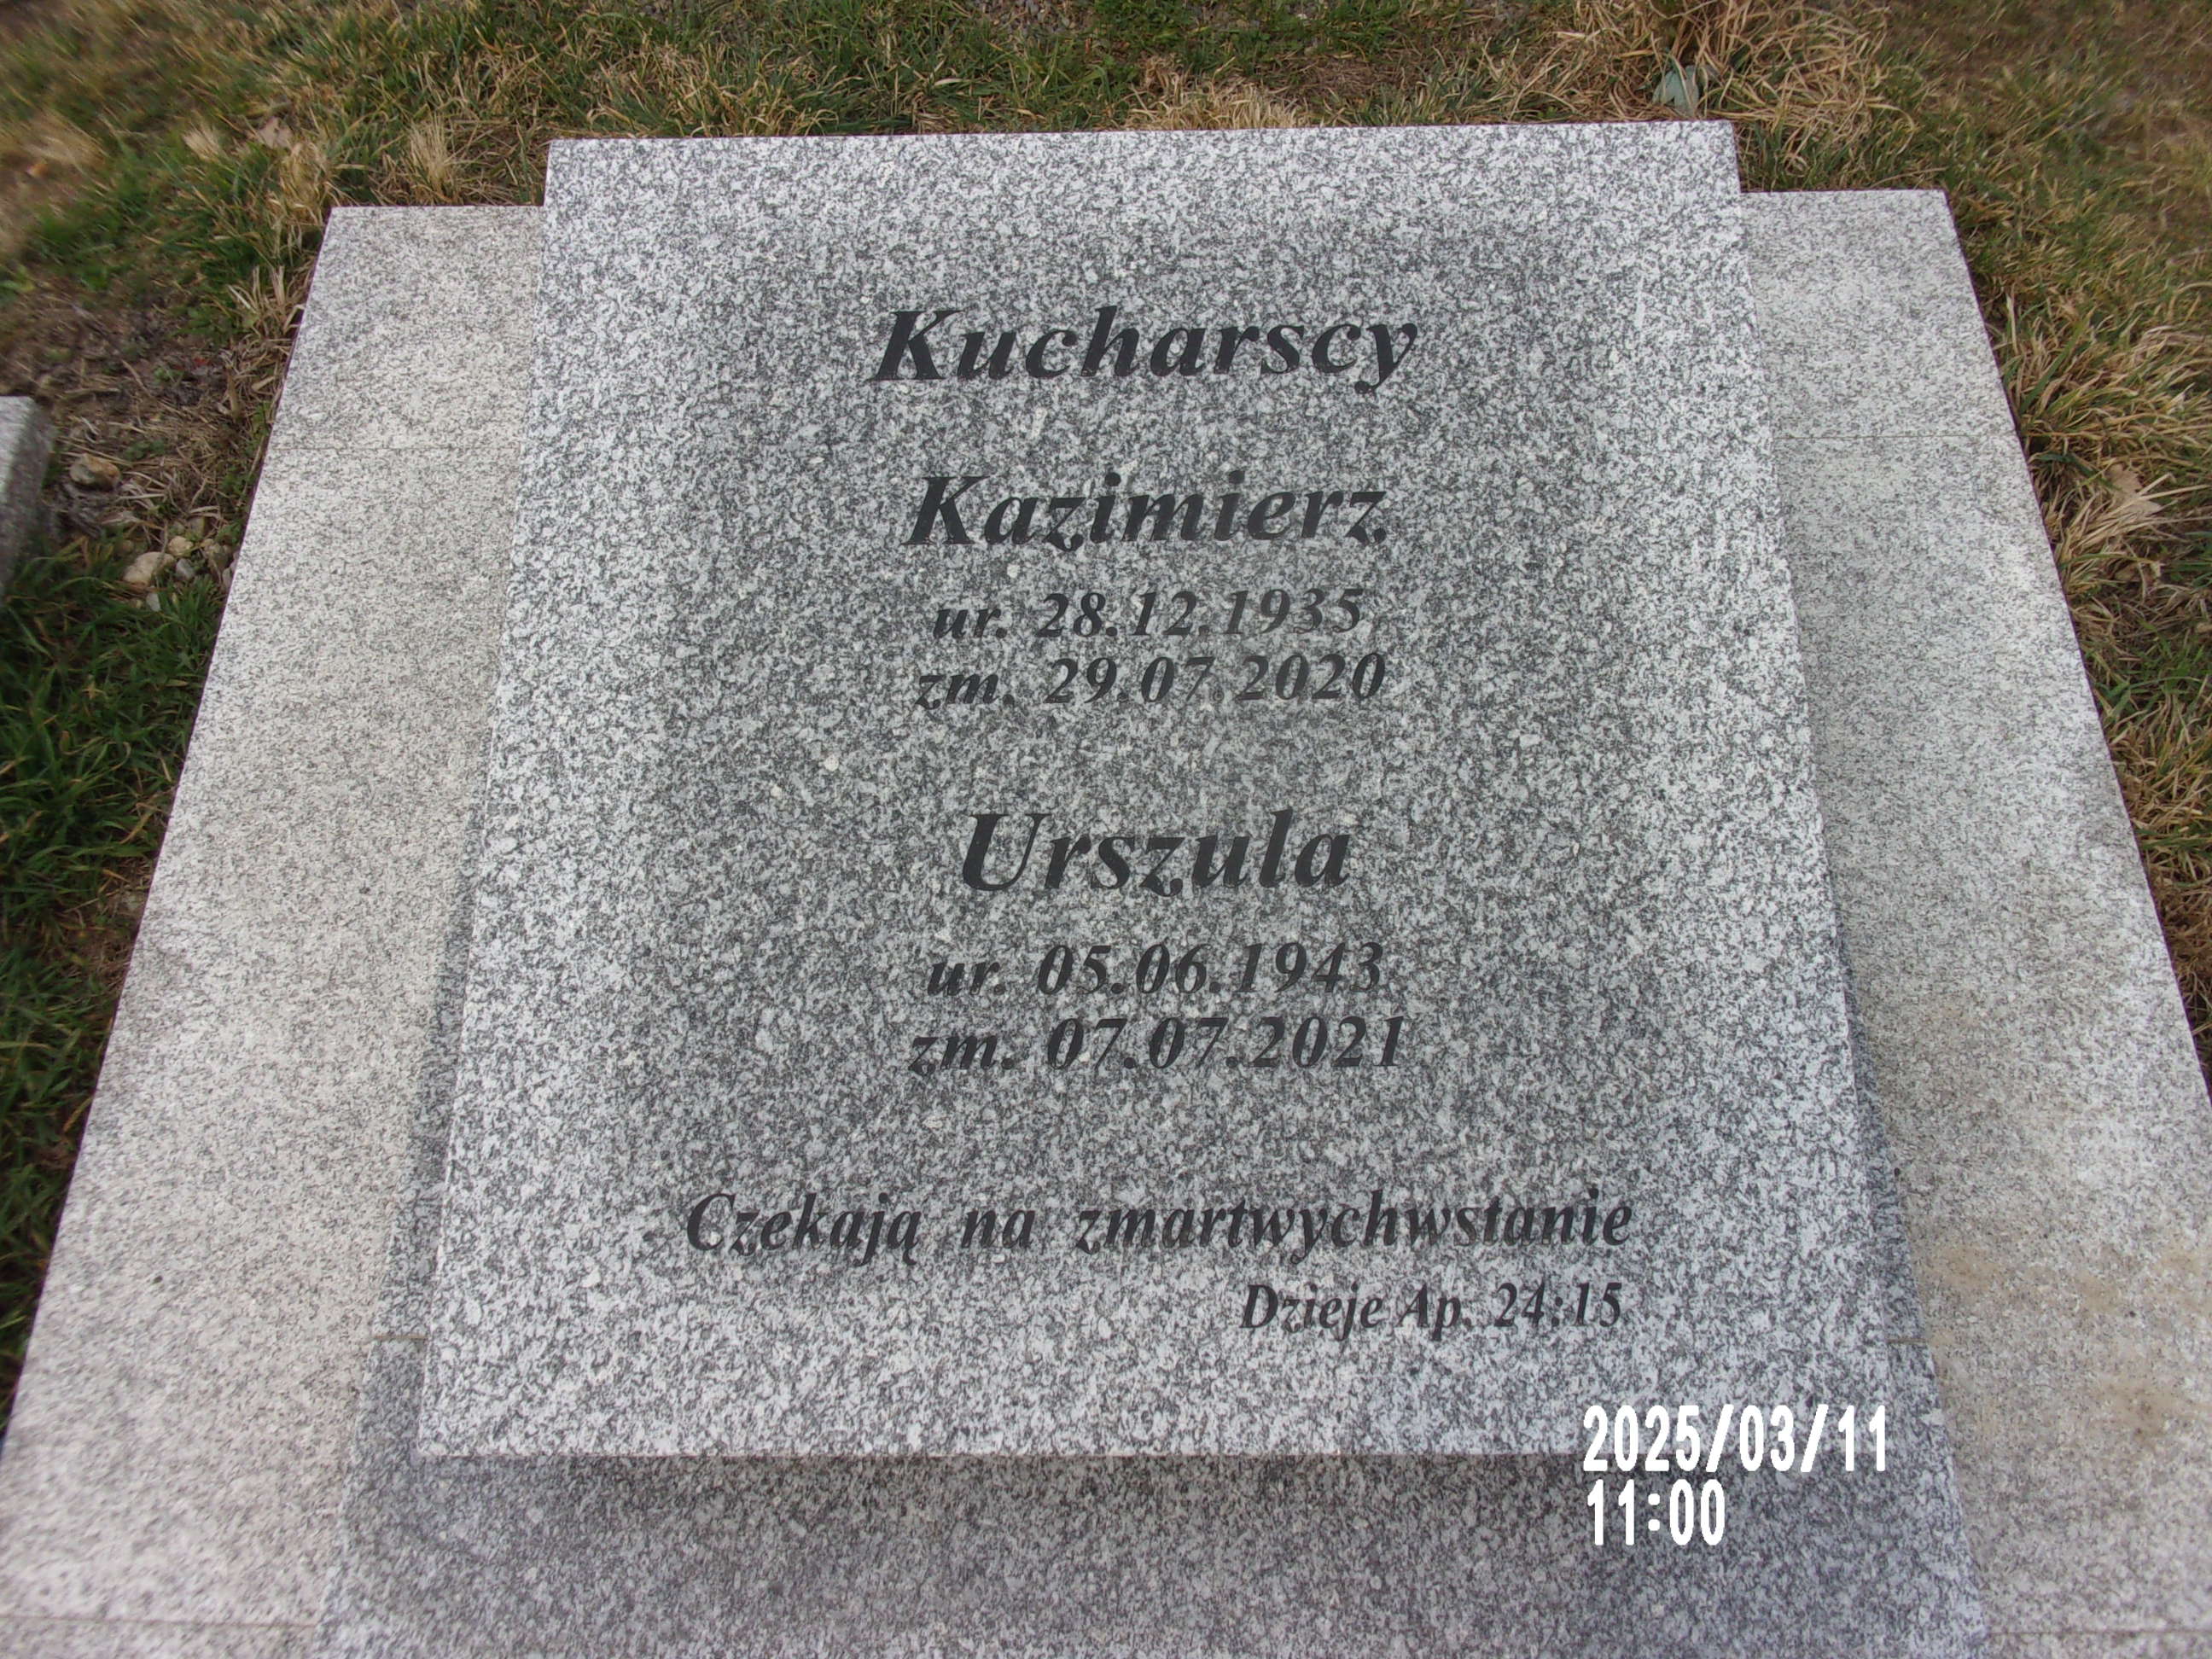 Kucharscy
Kazimierz
ur. 28.12.1935
zm. 29.07.2020
Urszula
ur. 05.06.1943
zm. 07.07.2021
Czekają na zmartwychwstanie
Dzieje Ap. 24:15
2025/03/11
11:00